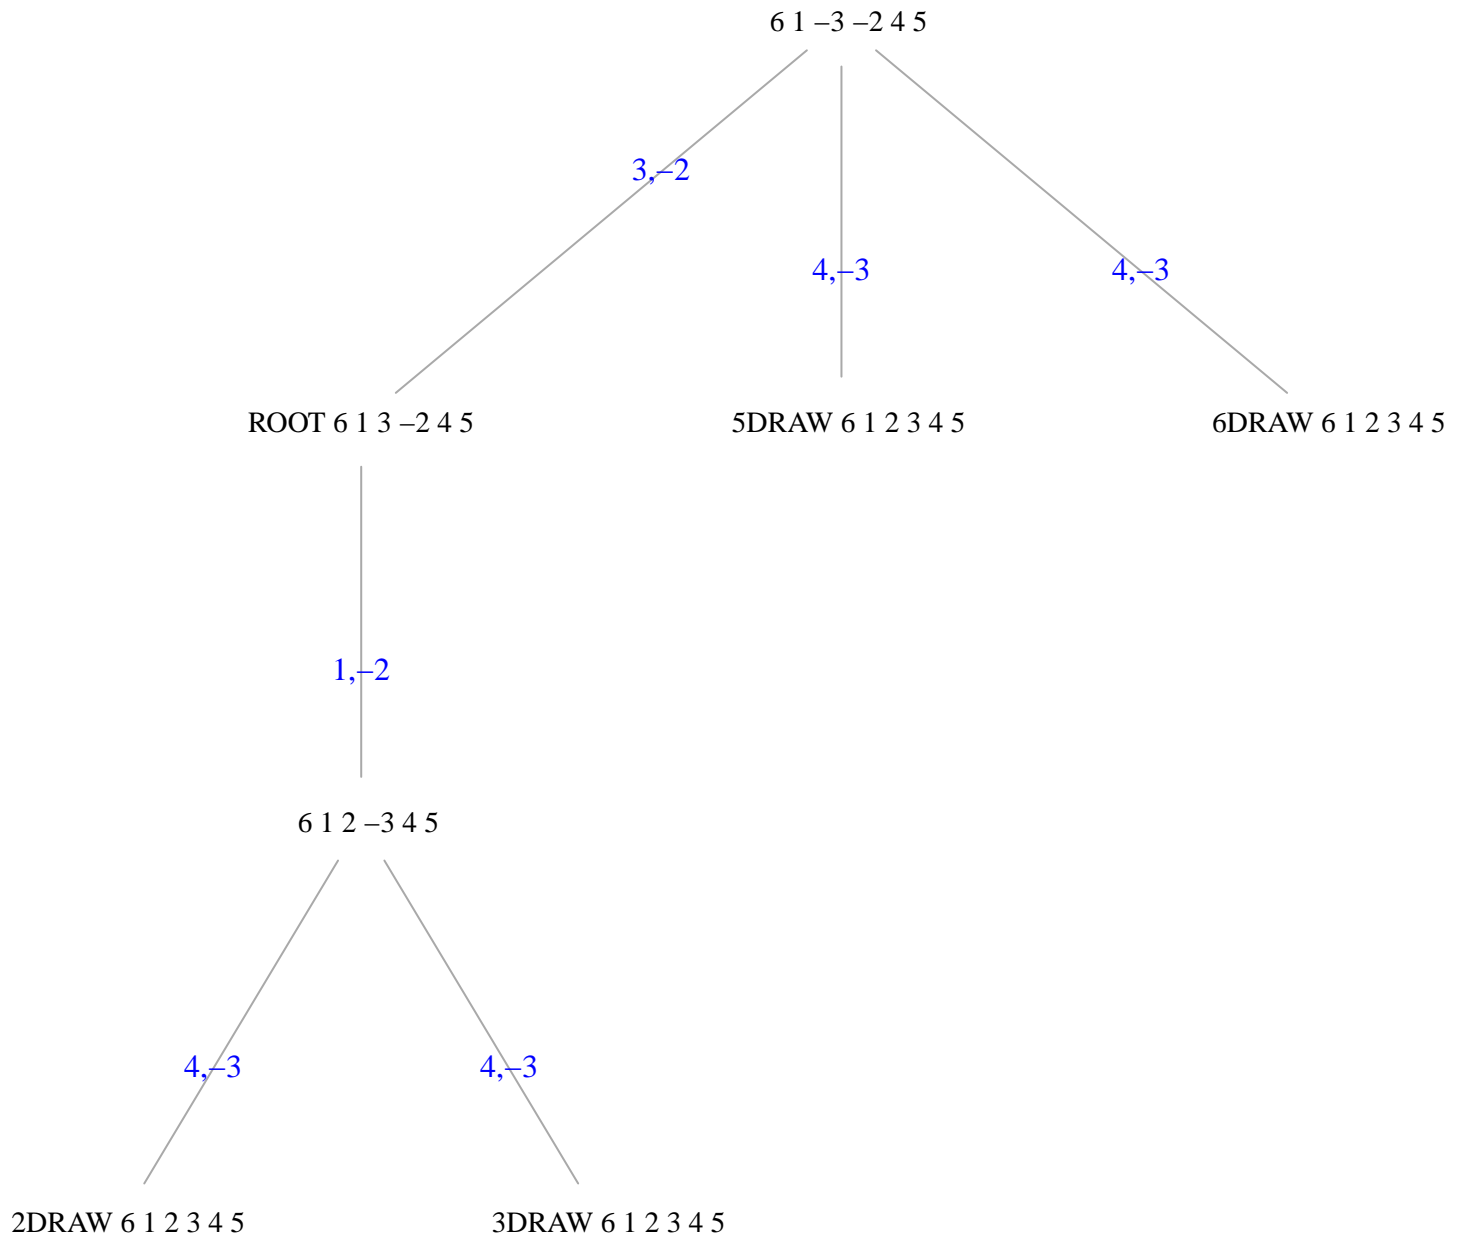 6 1 –3 –2 4 5
3,–2
4,–3
4,–3
ROOT 6 1 3 –2 4 5
5DRAW 6 1 2 3 4 5
6DRAW 6 1 2 3 4 5
1,–2
6 1 2 –3 4 5
4,–3
4,–3
2DRAW 6 1 2 3 4 5
3DRAW 6 1 2 3 4 5